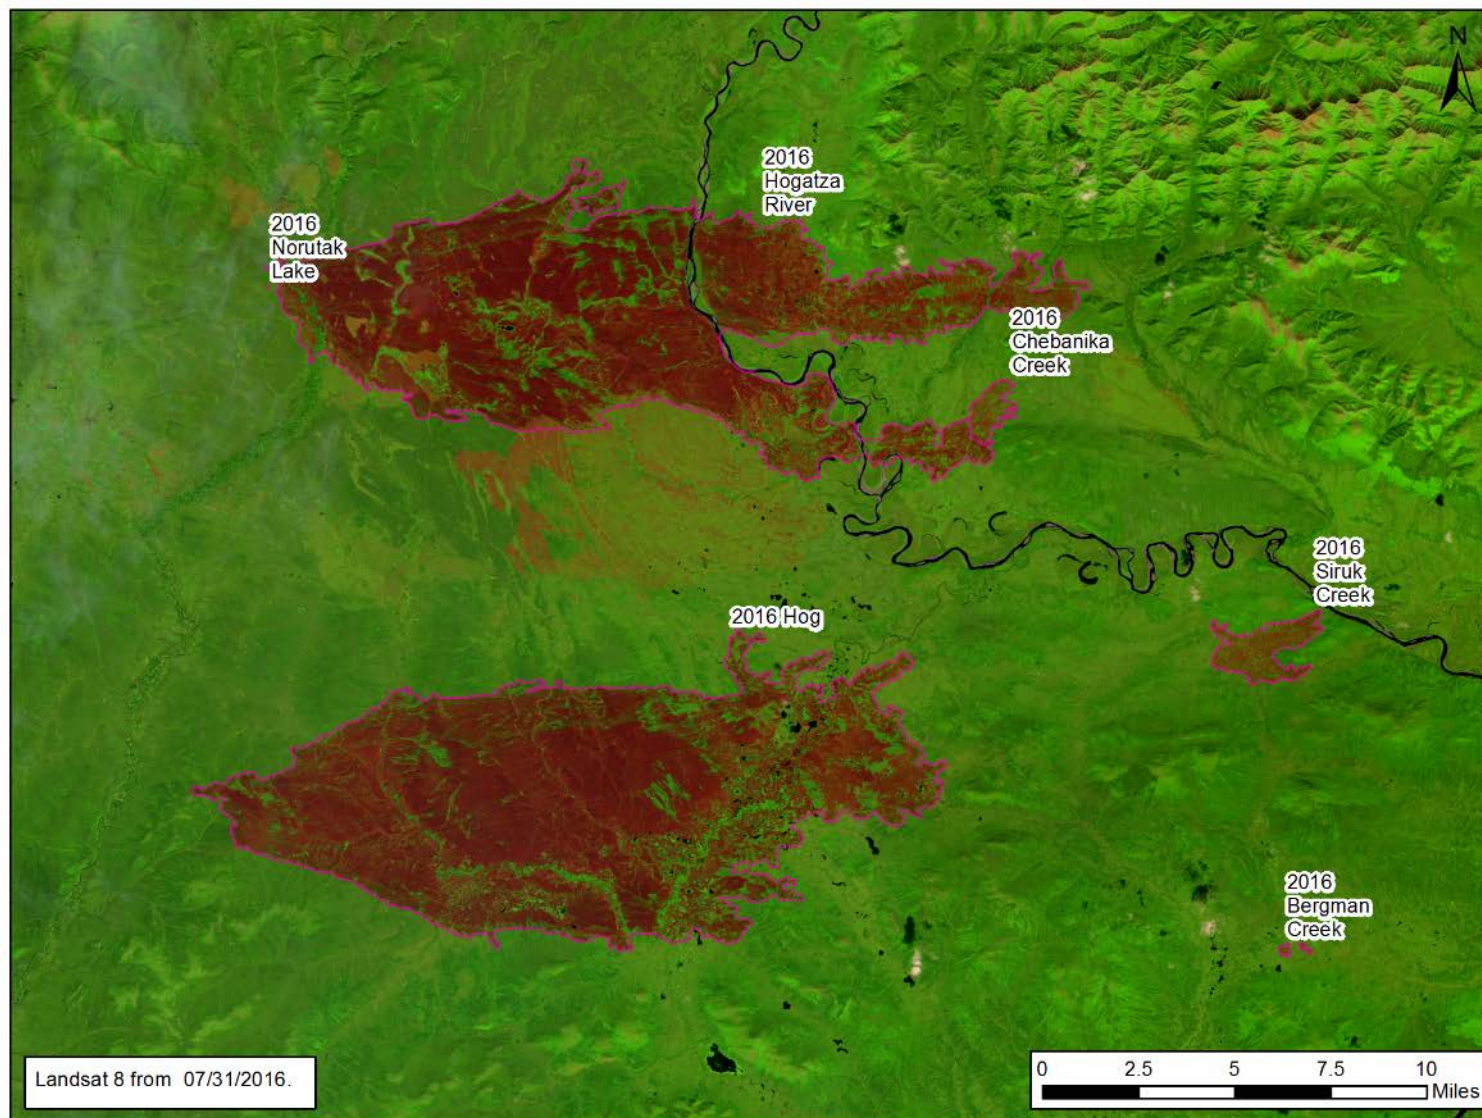 N
2016
Hogatza
River
2016
Norutak
Lake
2016
Chebanika
Creek
2016
Siruk
Creek
2016 Hog
2016
Bergman
Creek
Landsat 8 from 07/31/2016.
0 2.5 5 7.5 10
Miles